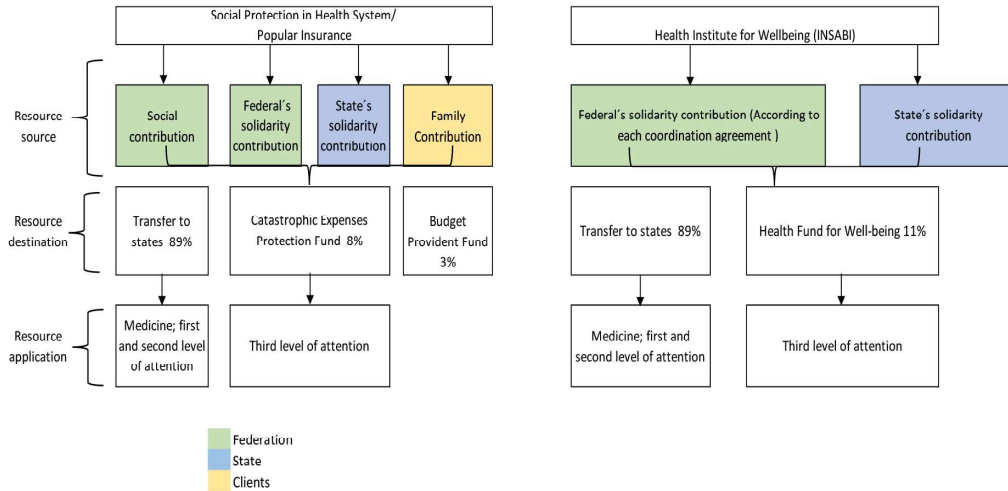 Social Protection in Health System/
Popular Insurance
Health Institute for Wellbeing (INSABI)
Resource
source
Social
contribution
Federal´s
solidarity
contribution
State´s
solidarity
contribution
Family
Contribution
Federal´s solidarity contribution (According to
each coordination agreement )
State´s solidarity
contribution
Resource
destination
Transfer to
states 89%
Catastrophic Expenses
Protection Fund 8%
Budget
Provident Fund
3%
Transfer to states 89%
Health Fund for Well-being 11%
Resource
application
Medicine; first
and second level of
attention
Third level of attention
Medicine; first and
second level of attention
Third level of attention
Federation
State
Clients